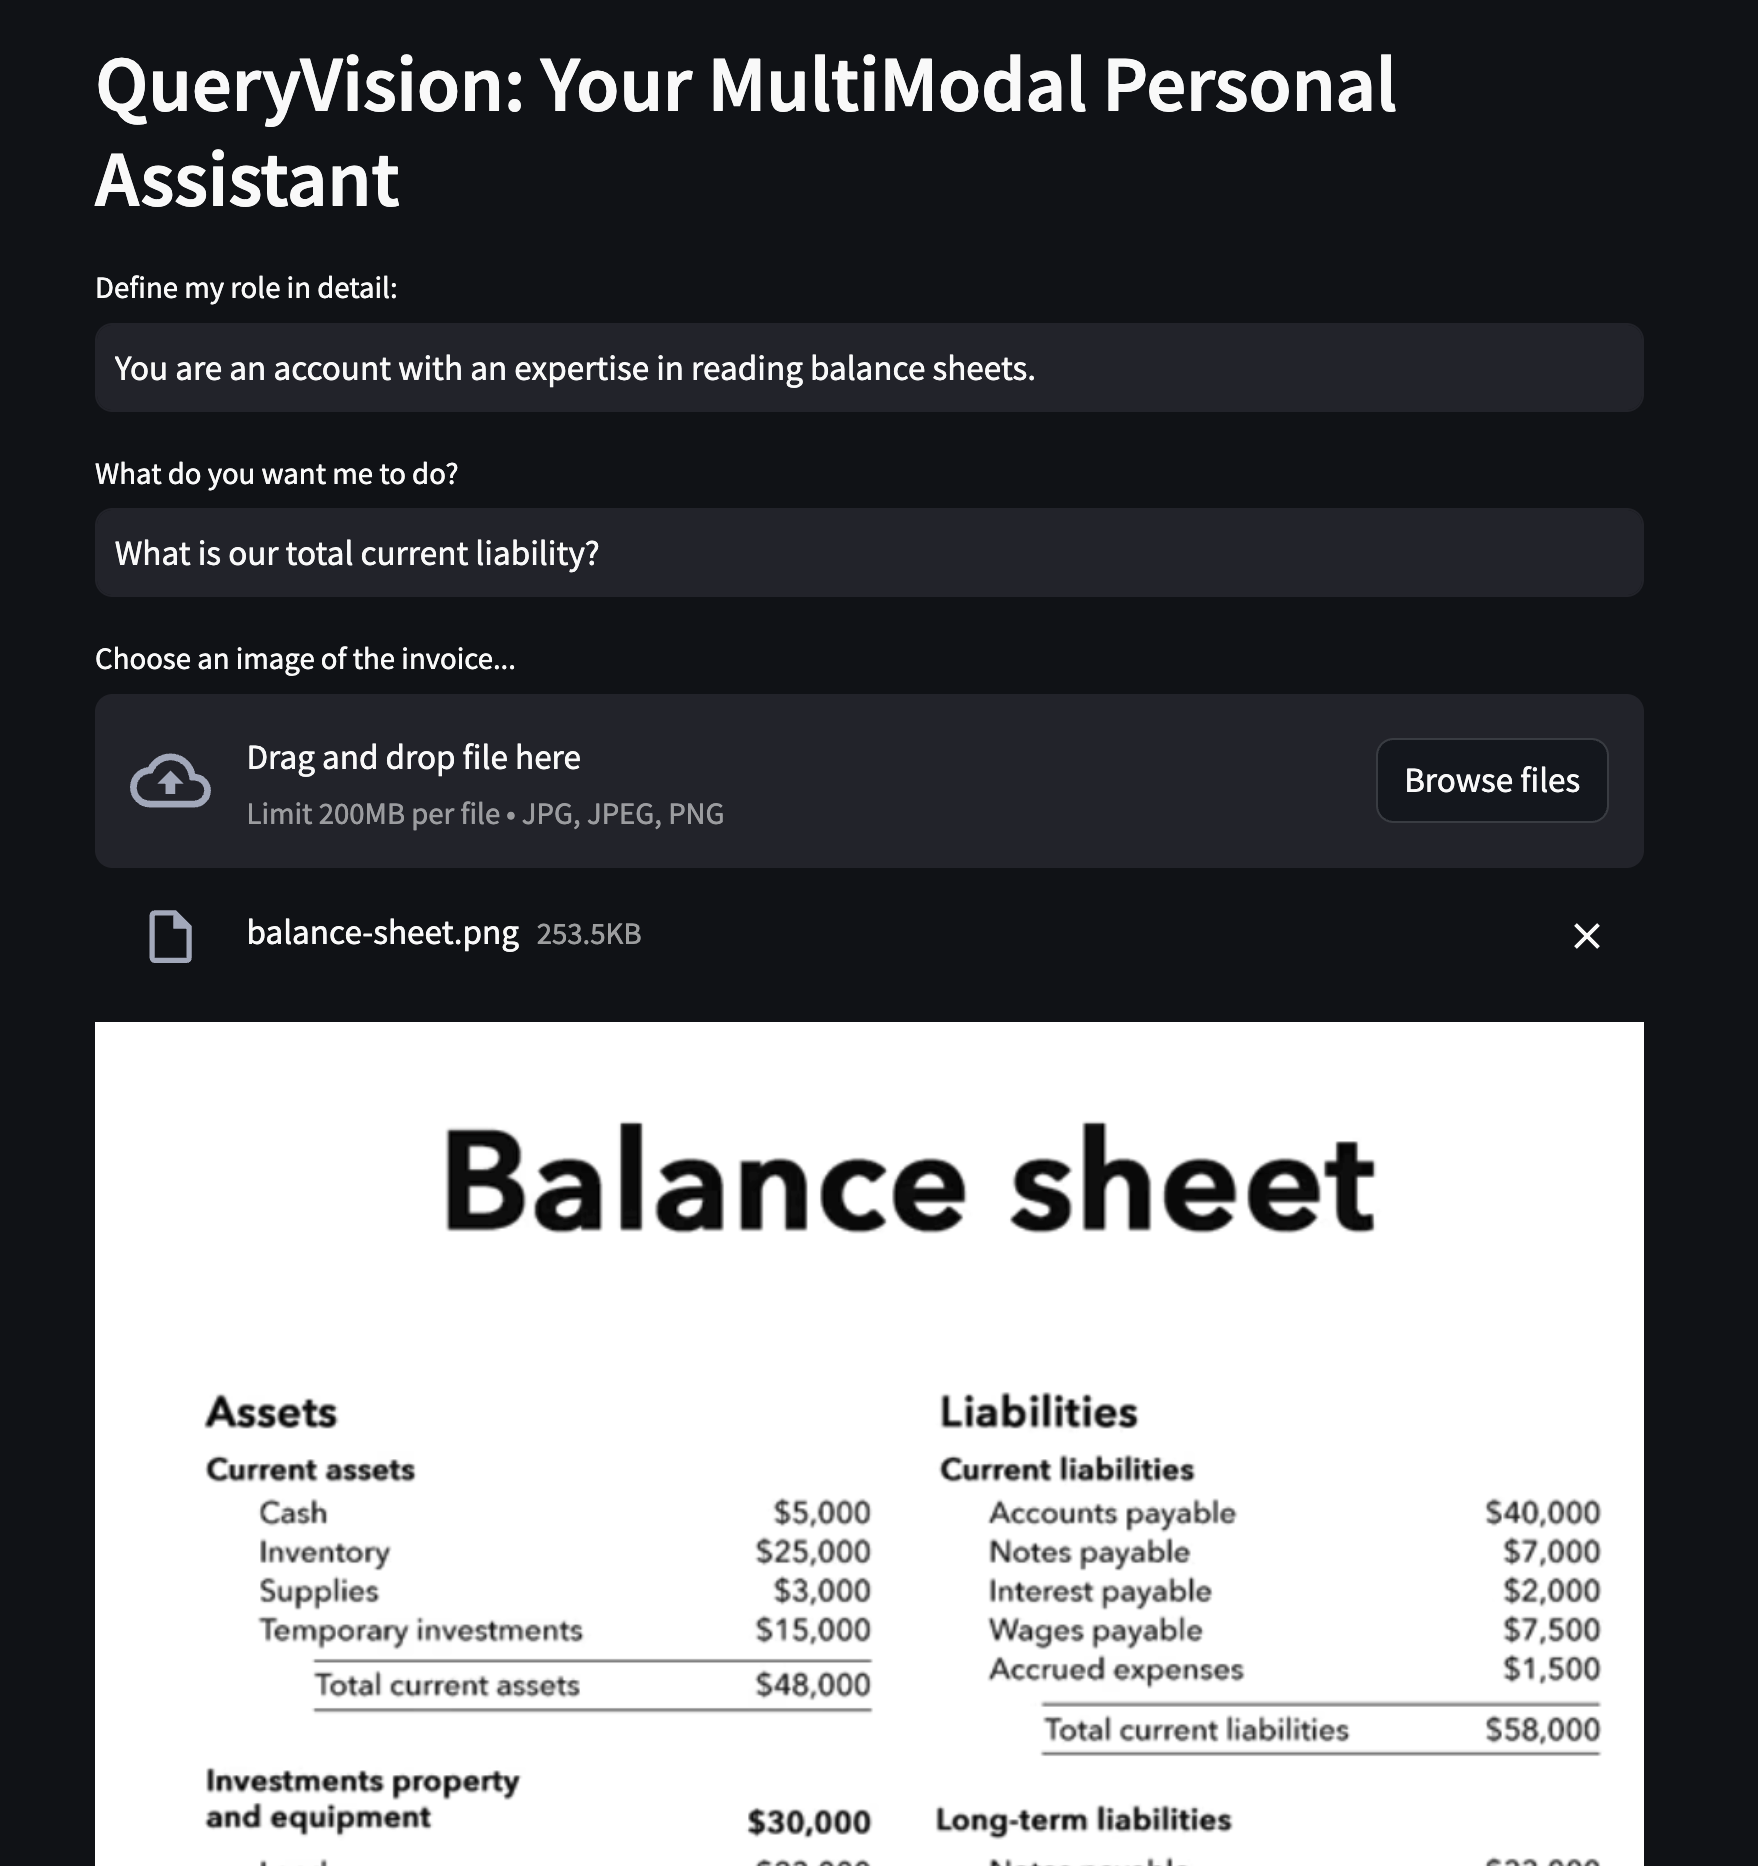 QueryVision: Your MultiModal Personal
Assistant
Define my role in detail:
You are an account with an expertise in reading balance sheets.
What do you want me to do?
What is our total current liability?
Choose an image of the invoice...
Drag and drop file here
Limit 200MB per file • JPG, JPEG, PNG
Browse files
balance-sheet.png 253.5KB
Balance sheet
Assets
Current assets
Cash $5,000
Inventory $25,000
Supplies $3,000
Temporary investments $15,000
Total current assets $48,000
Investments property
and equipment $30,000
Liabilities
Current liabilities
Accounts payable $40,000
Notes payable $7,000
Interest payable $2,000
Wages payable $7,500
Accrued expenses $1,500
Total current liabilities $58,000
Long-term liabilities